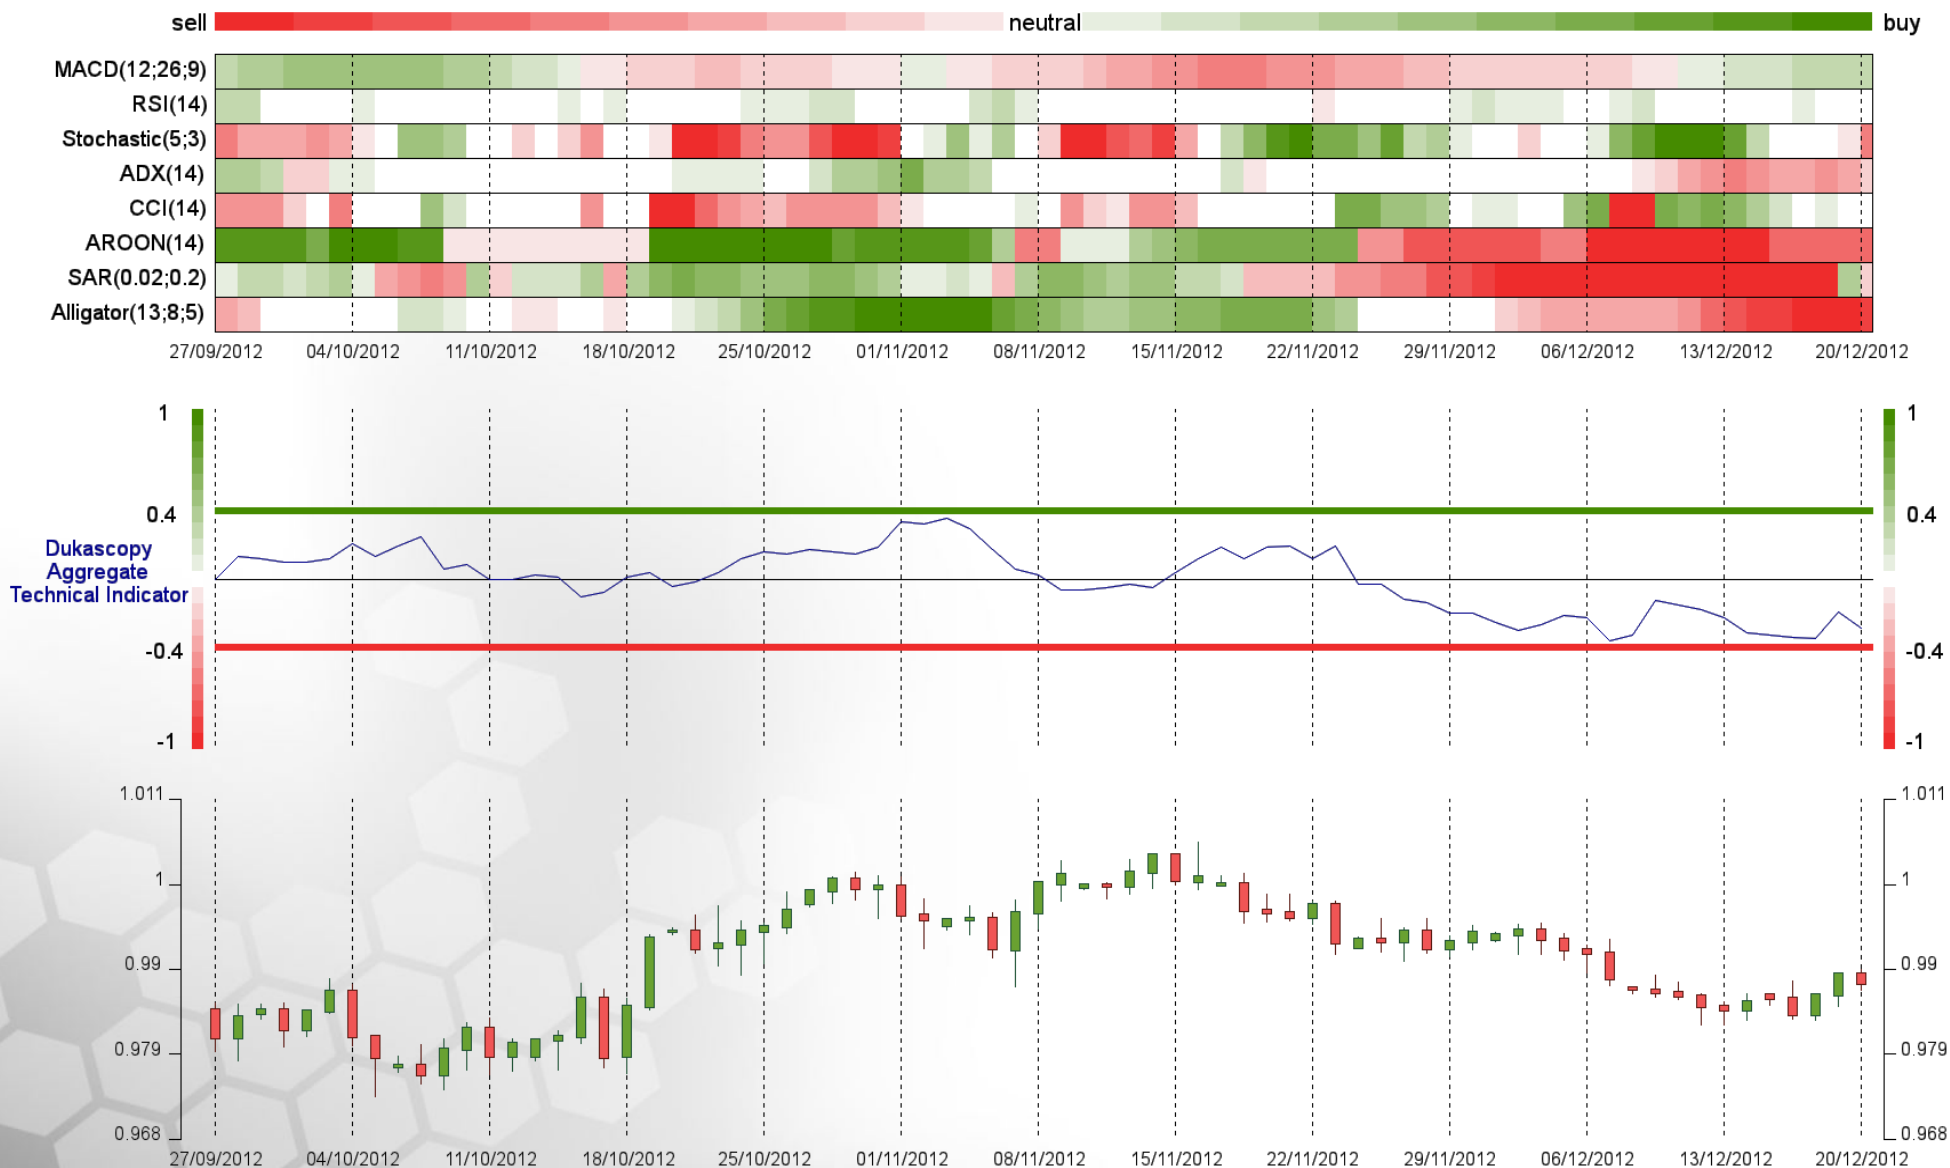 sell neutral buy
MACD(12;26;9)
RSI(14)
Stochastic(5;3)
ADX(14)
CCI(14)
AROON(14)
SAR(0.02;0.2)
Alligator(13;8;5)
27/09/2012 04/10/2012 11/10/2012 18/10/2012 25/10/2012 01/11/2012 08/11/2012 15/11/2012 22/11/2012 29/11/2012 06/12/2012 13/12/2012 20/12/2012
1 1
0.4 0.4
Dukascopy
Aggregate
Technical Indicator
-0.4 -0.4
-1 -1
1.011 1.011
1 1
0.99 0.99
0.979 0.979
0.968 0.968
27/09/2012 04/10/2012 11/10/2012 18/10/2012 25/10/2012 01/11/2012 08/11/2012 15/11/2012 22/11/2012 29/11/2012 06/12/2012 13/12/2012 20/12/2012